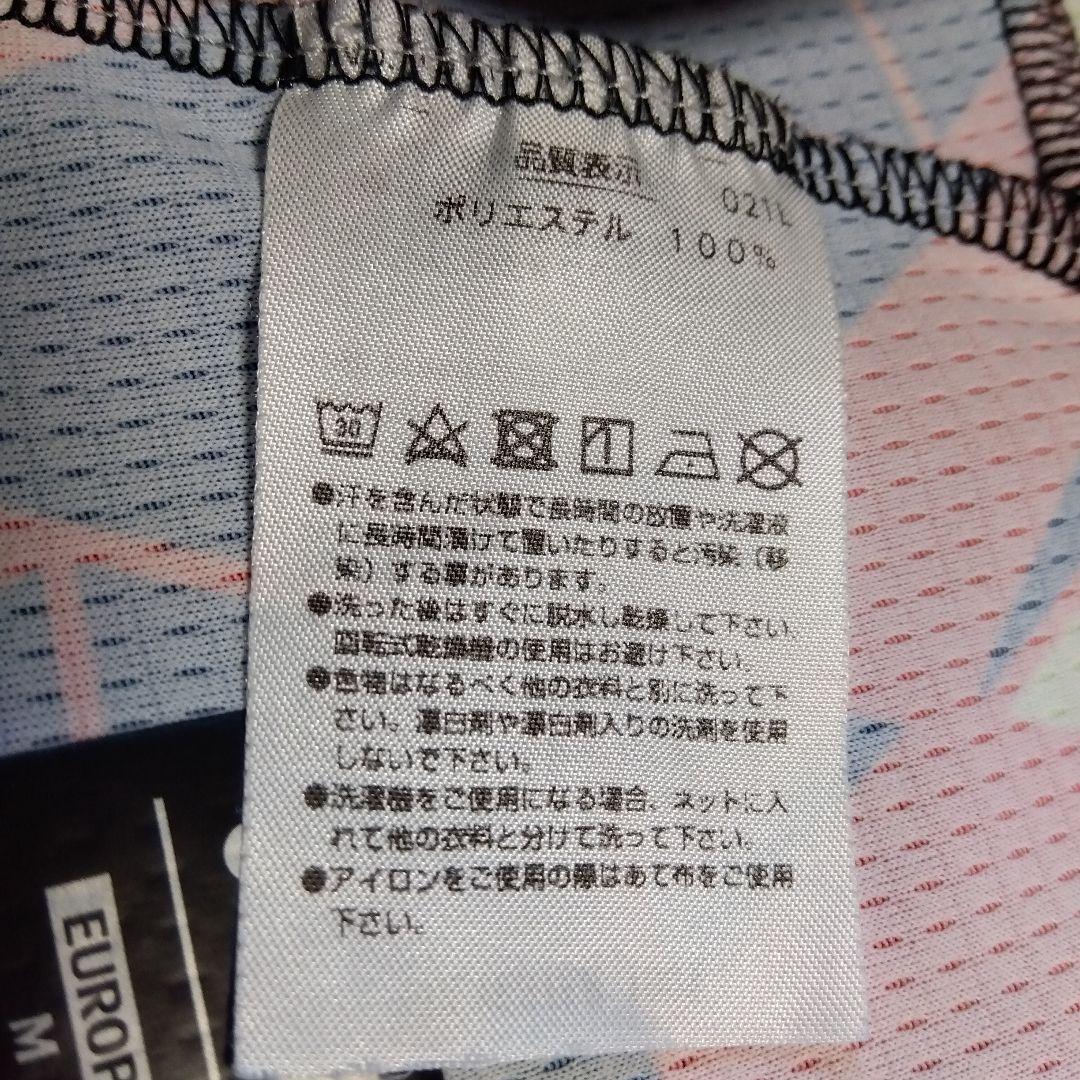 品質表示 021L
ポリエステル 100%
30
●汗を含んだ状態で長時間の放置や洗濯液
に長時間漬けて置いたりすると汚染（移
染）する事があります。
●洗った後はすぐに脱水し乾燥して下さい。
回転式乾燥機の使用はお避け下さい。
●色物はなるべく他の衣料と別に洗って下
さい。漂白剤や漂白剤入りの洗剤を使用
しないで下さい。
●洗濯機をご使用になる場合、ネットに入
れて他の衣料と分けて洗って下さい。
●アイロンをご使用の際はあて布をご使用
下さい。
EUROP
M